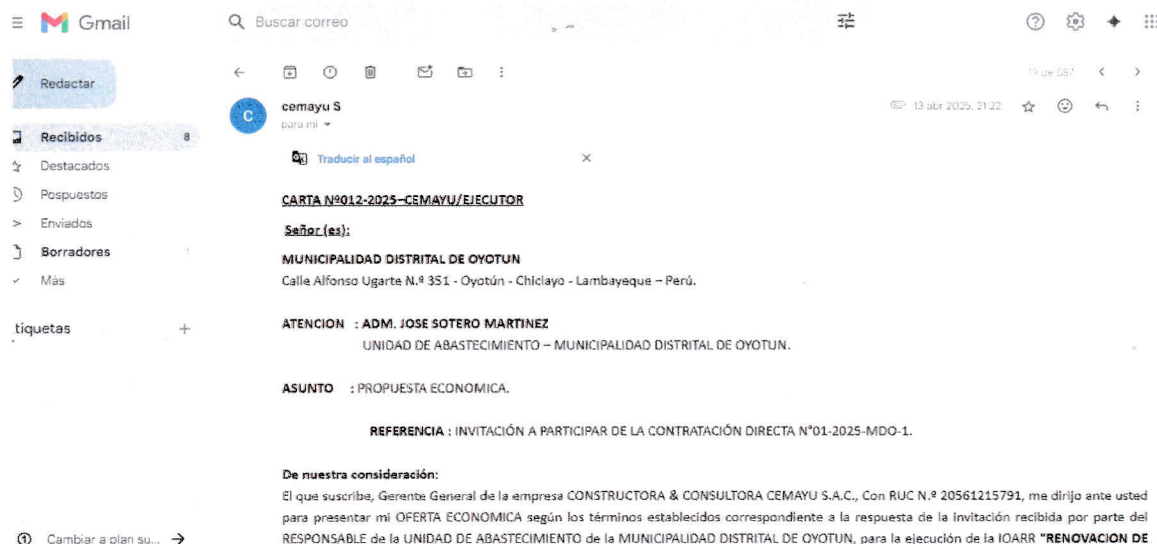 Gmail
Buscar correo
Redactar
19 de 587
cemayu S
13 abr 2025, 21:22
para mí
Recibidos 8
Traducir al español
Destacados
Pospuestos
CARTA Nº012-2025–CEMAYU/EJECUTOR
Enviados
Señor (es):
Borradores 1
MUNICIPALIDAD DISTRITAL DE OYOTUN
Más
Calle Alfonso Ugarte N.º 351 - Oyotún - Chiclayo - Lambayeque – Perú.
tiquetas
ATENCION : ADM. JOSE SOTERO MARTINEZ
UNIDAD DE ABASTECIMIENTO – MUNICIPALIDAD DISTRITAL DE OYOTUN.
ASUNTO : PROPUESTA ECONOMICA.
REFERENCIA : INVITACIÓN A PARTICIPAR DE LA CONTRATACIÓN DIRECTA N°01-2025-MDO-1.
De nuestra consideración:
El que suscribe, Gerente General de la empresa CONSTRUCTORA & CONSULTORA CEMAYU S.A.C., Con RUC N.º 20561215791, me dirijo ante usted
para presentar mi OFERTA ECONOMICA según los términos establecidos correspondiente a la respuesta de la invitación recibida por parte del
Cambiar a plan su...
RESPONSABLE de la UNIDAD DE ABASTECIMIENTO de la MUNICIPALIDAD DISTRITAL DE OYOTUN, para la ejecución de la IOARR "RENOVACION DE